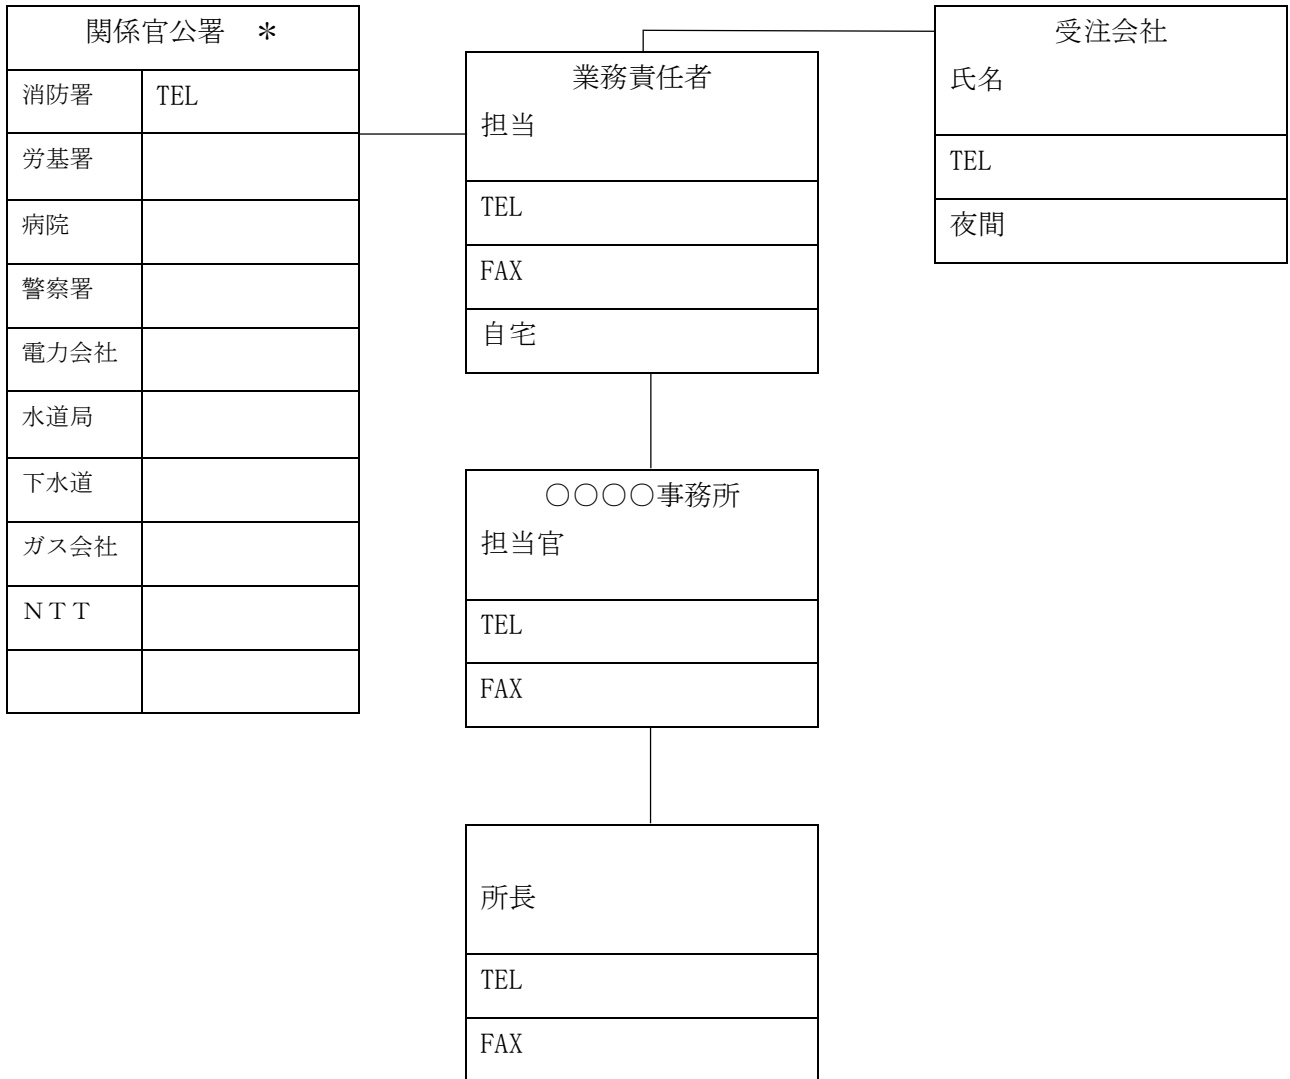 関係官公署　＊
消防署 TEL
労基署
病院
警察署
電力会社
水道局
下水道
ガス会社
ＮＴＴ
業務責任者
担当
TEL
FAX
自宅
受注会社
氏名
TEL
夜間
○○○○事務所
担当官
TEL
FAX
所長
TEL
FAX